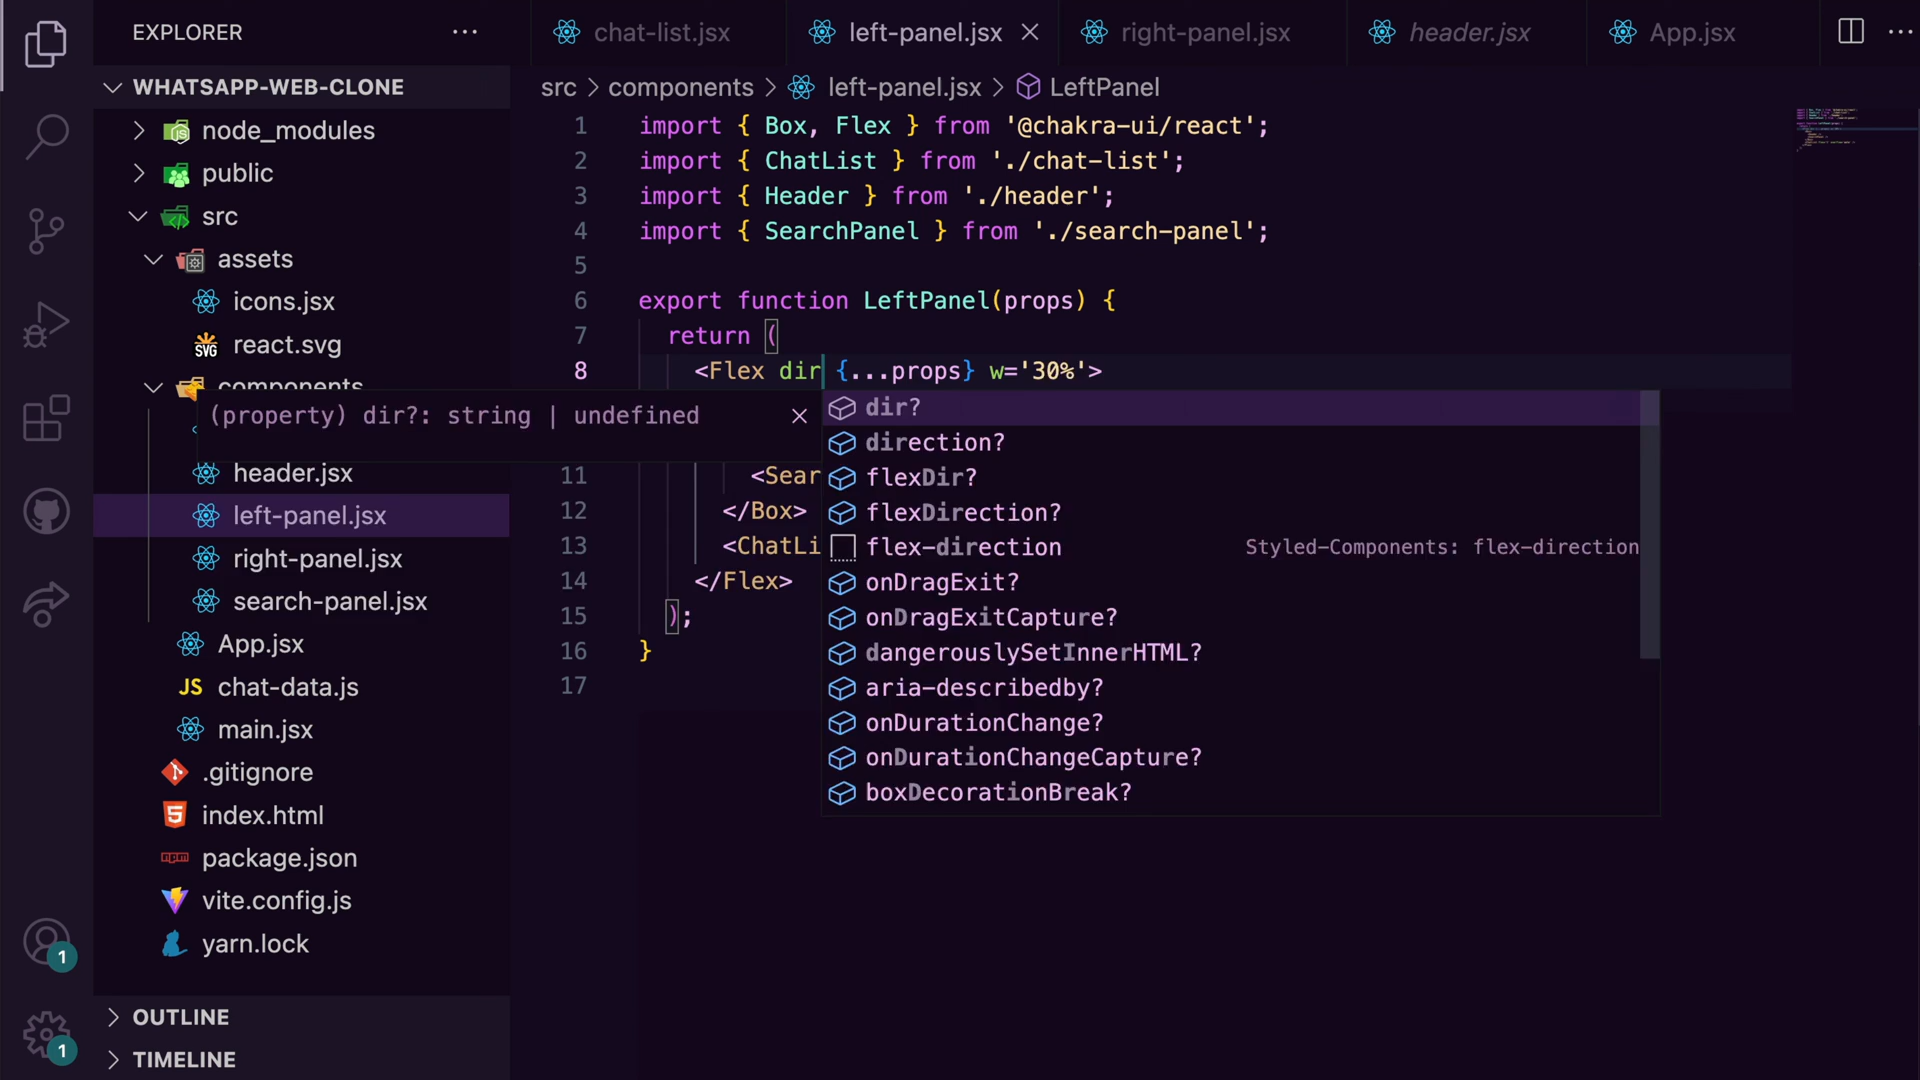 EXPLORER
WHATSAPP-WEB-CLONE
node_modules
public
src
assets
icons.jsx
react.svg
components
header.jsx
left-panel.jsx
right-panel.jsx
search-panel.jsx
App.jsx
chat-data.js
main.jsx
.gitignore
index.html
package.json
vite.config.js
yarn.lock
OUTLINE
TIMELINE
1
1
chat-list.jsx
left-panel.jsx
right-panel.jsx
header.jsx
App.jsx
src > components > left-panel.jsx > LeftPanel
1 import { Box, Flex } from '@chakra-ui/react';
2 import { ChatList } from './chat-list';
3 import { Header } from './header';
4 import { SearchPanel } from './search-panel';
5
6 export function LeftPanel(props) {
7 return (
8 <Flex dir {...props} w='30%'>
(property) dir?: string | undefined
11 <Sear
12 </Box>
13 <ChatLi
14 </Flex>
15 );
16 }
17
dir?
direction?
flexDir?
flexDirection?
flex-direction Styled-Components: flex-direction
onDragExit?
onDragExitCapture?
dangerouslySetInnerHTML?
aria-describedby?
onDurationChange?
onDurationChangeCapture?
boxDecorationBreak?